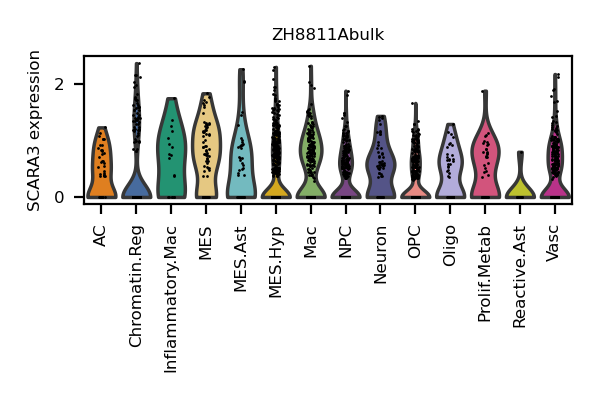 ZH8811Abulk
SCARA3 expression
2
0
AC
Chromatin.Reg
Inflammatory.Mac
MES
MES.Ast
MES.Hyp
Mac
NPC
Neuron
OPC
Oligo
Prolif.Metab
Reactive.Ast
Vasc